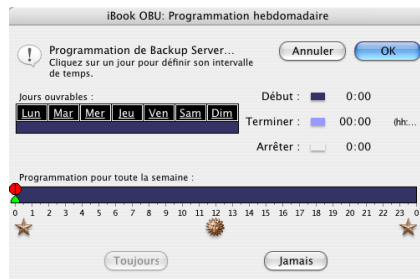 iBook OBU: Programmation hebdomadaire
Programmation de Backup Server...
Cliquez sur un jour pour définir son intervalle
de temps.
Annuler
OK
Jours ouvrables :
Lun Mar Mer Jeu Ven Sam Dim
Début : 0:00
Terminer : 00:00 (hh:...
Arrêter : 0:00
Programmation pour toute la semaine :
0 1 2 3 4 5 6 7 8 9 10 11 12 13 14 15 16 17 18 19 20 21 22 23 0
Toujours
Jamais